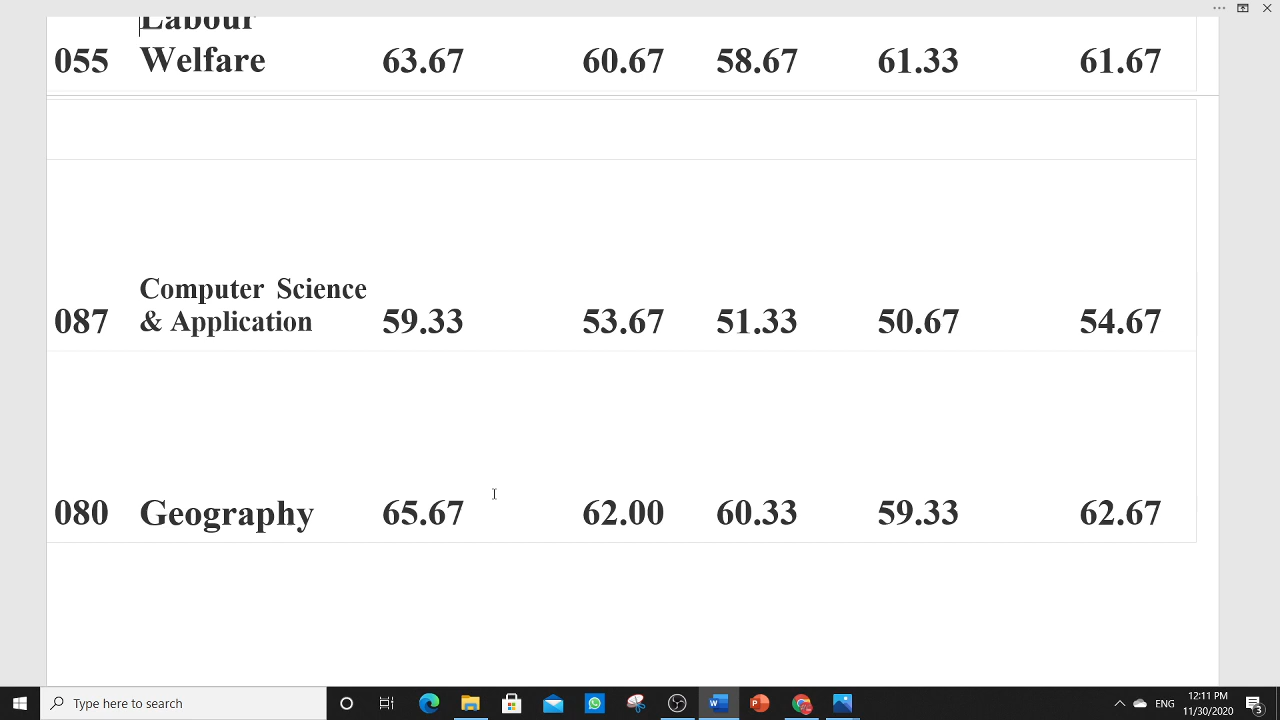 Labour
055 Welfare 63.67 60.67 58.67 61.33 61.67
Computer Science
087 & Application 59.33 53.67 51.33 50.67 54.67
080 Geography 65.67 62.00 60.33 59.33 62.67
Type here to search
ENG
12:11 PM
11/30/2020
3